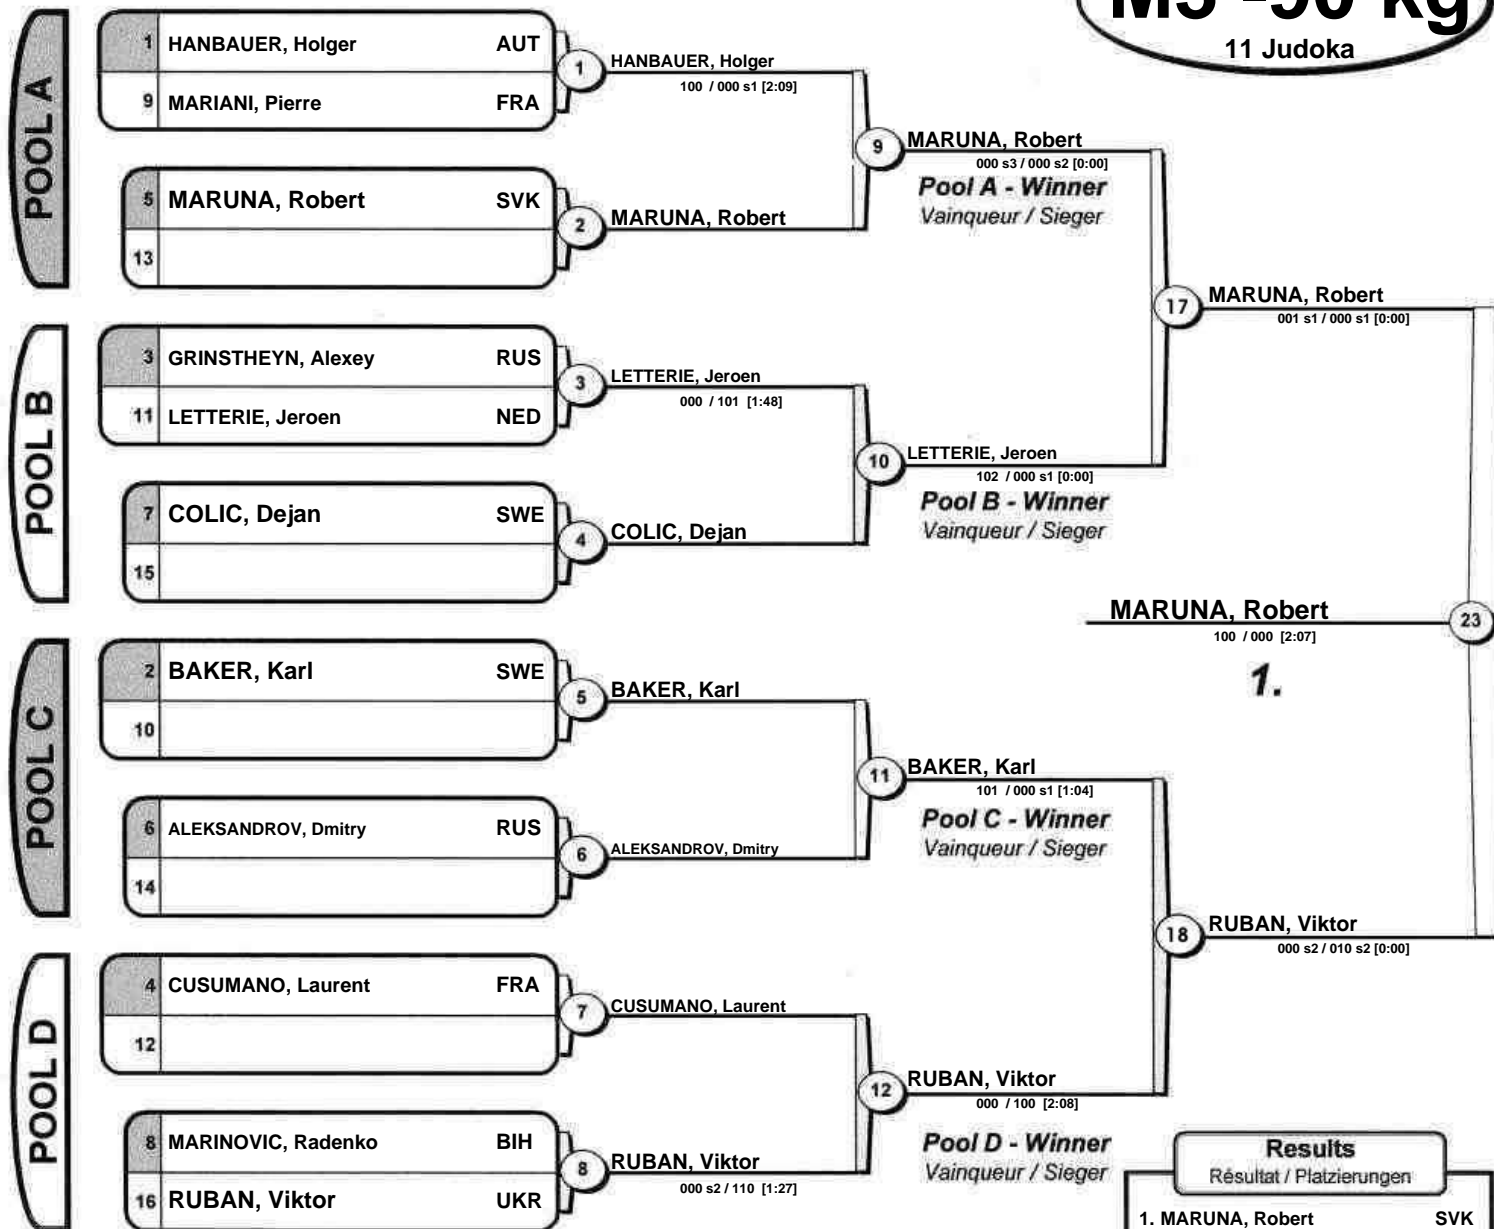 M3 -90 kg
11 Judoka
POOL A
1 HANBAUER, Holger AUT
9 MARIANI, Pierre FRA
1
HANBAUER, Holger
100 / 000 s1 [2:09]
5 MARUNA, Robert SVK
13
2
MARUNA, Robert
9
MARUNA, Robert
000 s3 / 000 s2 [0:00]
Pool A - Winner
Vainqueur / Sieger
POOL B
3 GRINSTHEYN, Alexey RUS
11 LETTERIE, Jeroen NED
3
LETTERIE, Jeroen
000 / 101 [1:48]
7 COLIC, Dejan SWE
15
4
COLIC, Dejan
10
LETTERIE, Jeroen
102 / 000 s1 [0:00]
Pool B - Winner
Vainqueur / Sieger
17
MARUNA, Robert
001 s1 / 000 s1 [0:00]
MARUNA, Robert
100 / 000 [2:07]
1.
23
POOL C
2 BAKER, Karl SWE
10
5
BAKER, Karl
6 ALEKSANDROV, Dmitry RUS
14
6
ALEKSANDROV, Dmitry
11
BAKER, Karl
101 / 000 s1 [1:04]
Pool C - Winner
Vainqueur / Sieger
POOL D
4 CUSUMANO, Laurent FRA
12
7
CUSUMANO, Laurent
8 MARINOVIC, Radenko BIH
16 RUBAN, Viktor UKR
8
RUBAN, Viktor
000 s2 / 110 [1:27]
12
RUBAN, Viktor
000 / 100 [2:08]
Pool D - Winner
Vainqueur / Sieger
18
RUBAN, Viktor
000 s2 / 010 s2 [0:00]
Results
Résultat / Platzierungen
1. MARUNA, Robert SVK